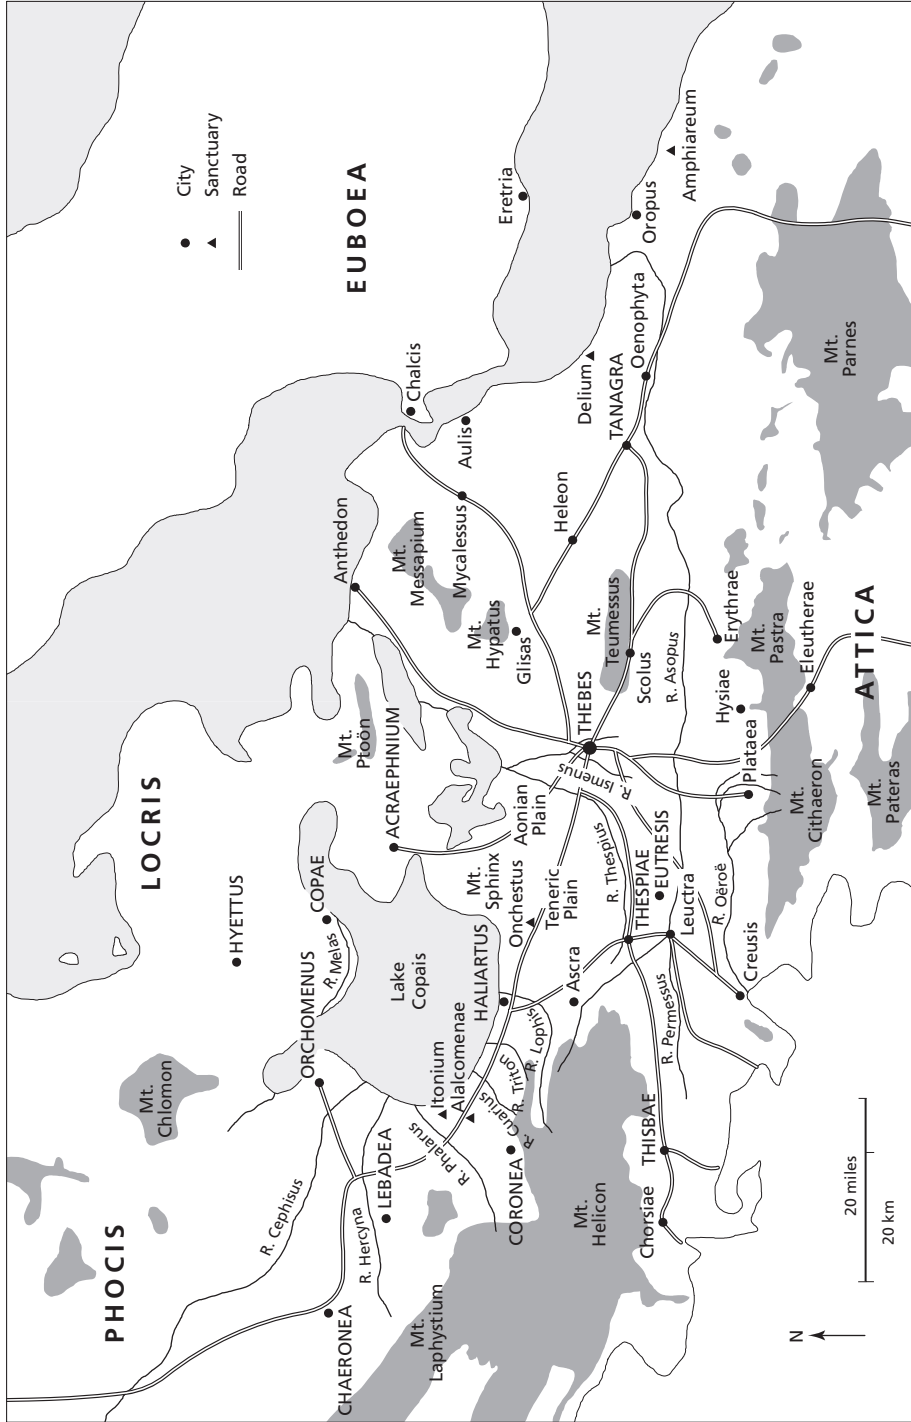 PHOCIS
LOCRIS
EUBOEA
City
Sanctuary
Road
Mt.
Chlomon
HYETTUS
R. Cephisus
ORCHOMENUS
COPAE
R. Melas
CHAERONEA
R. Hercyna
LEBADEA
Lake
Copais
ACRAEPHNIUM
Mt.
Ptoön
Anthedon
Chalcis
Mt.
Messapium
Mt.
Laphystium
R. Phalarus
Itonium
Alalcomenae
Mycalessus
Aulis
Eretria
Mt.
Hypatus
Glisas
CORONEA
R. Cuarius
R. Triton
R. Lophis
HALIARTUS
Mt.
Sphinx
Onchestus
Aonian
Plain
Teneric
Plain
Heleon
Delium
Mt.
Helicon
Ascra
R. Thespius
R. Ismenus
THEBES
Mt.
Teumessus
TANAGRA
Oenophyta
Oropus
Amphiareum
Chorsiae
THISBAE
R. Permessus
THESPIAE
EUTRESIS
Leuctra
Scolus
R. Asopus
R. Oëroë
Creusis
Plataea
Hysiae
Erythrae
Mt.
Pastra
Eleutherae
Mt.
Cithaeron
Mt.
Parnes
Mt.
Pateras
ATTICA
N
20 miles
20 km